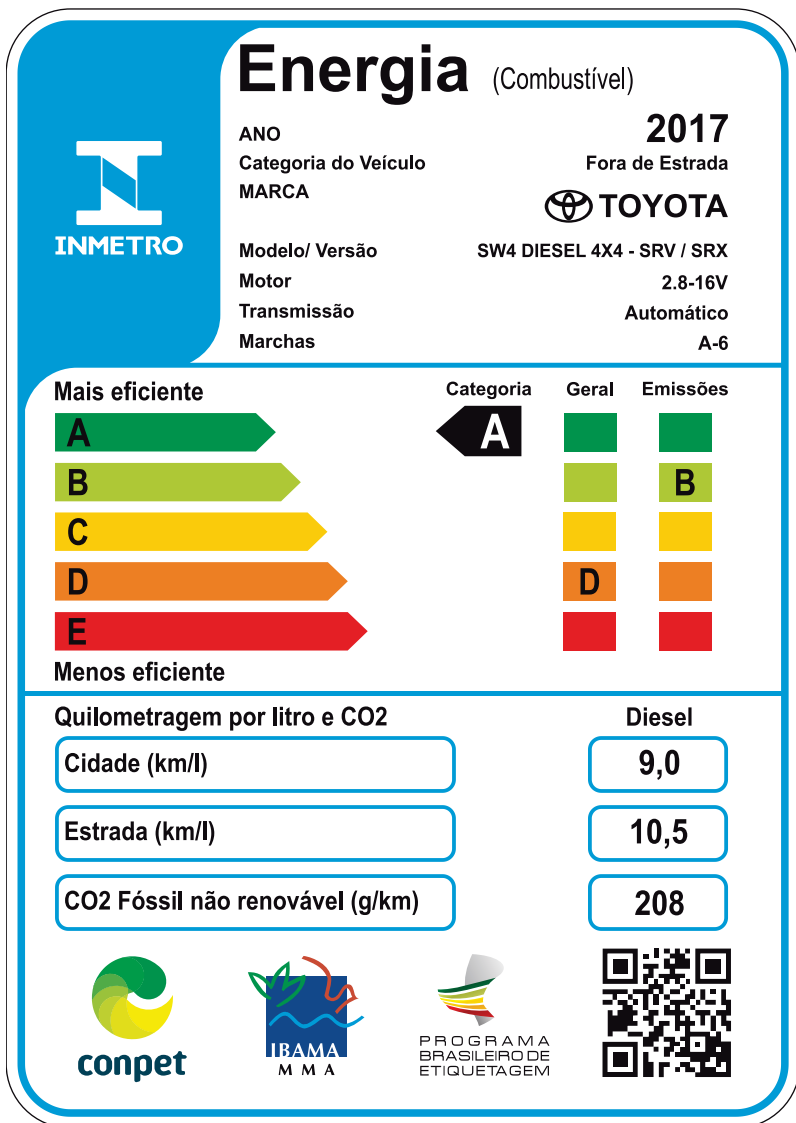 Energia (Combustível)
ANO 2017
Categoria do Veículo Fora de Estrada
MARCA TOYOTA
INMETRO
Modelo/ Versão SW4 DIESEL 4X4 - SRV / SRX
Motor 2.8-16V
Transmissão Automático
Marchas A-6
Mais eficiente Categoria Geral Emissões
A A
B B
C
D D
E
Menos eficiente
Quilometragem por litro e CO2 Diesel
Cidade (km/l) 9,0
Estrada (km/l) 10,5
CO2 Fóssil não renovável (g/km) 208
conpet
IBAMA
MMA
PROGRAMA
BRASILEIRO DE
ETIQUETAGEM